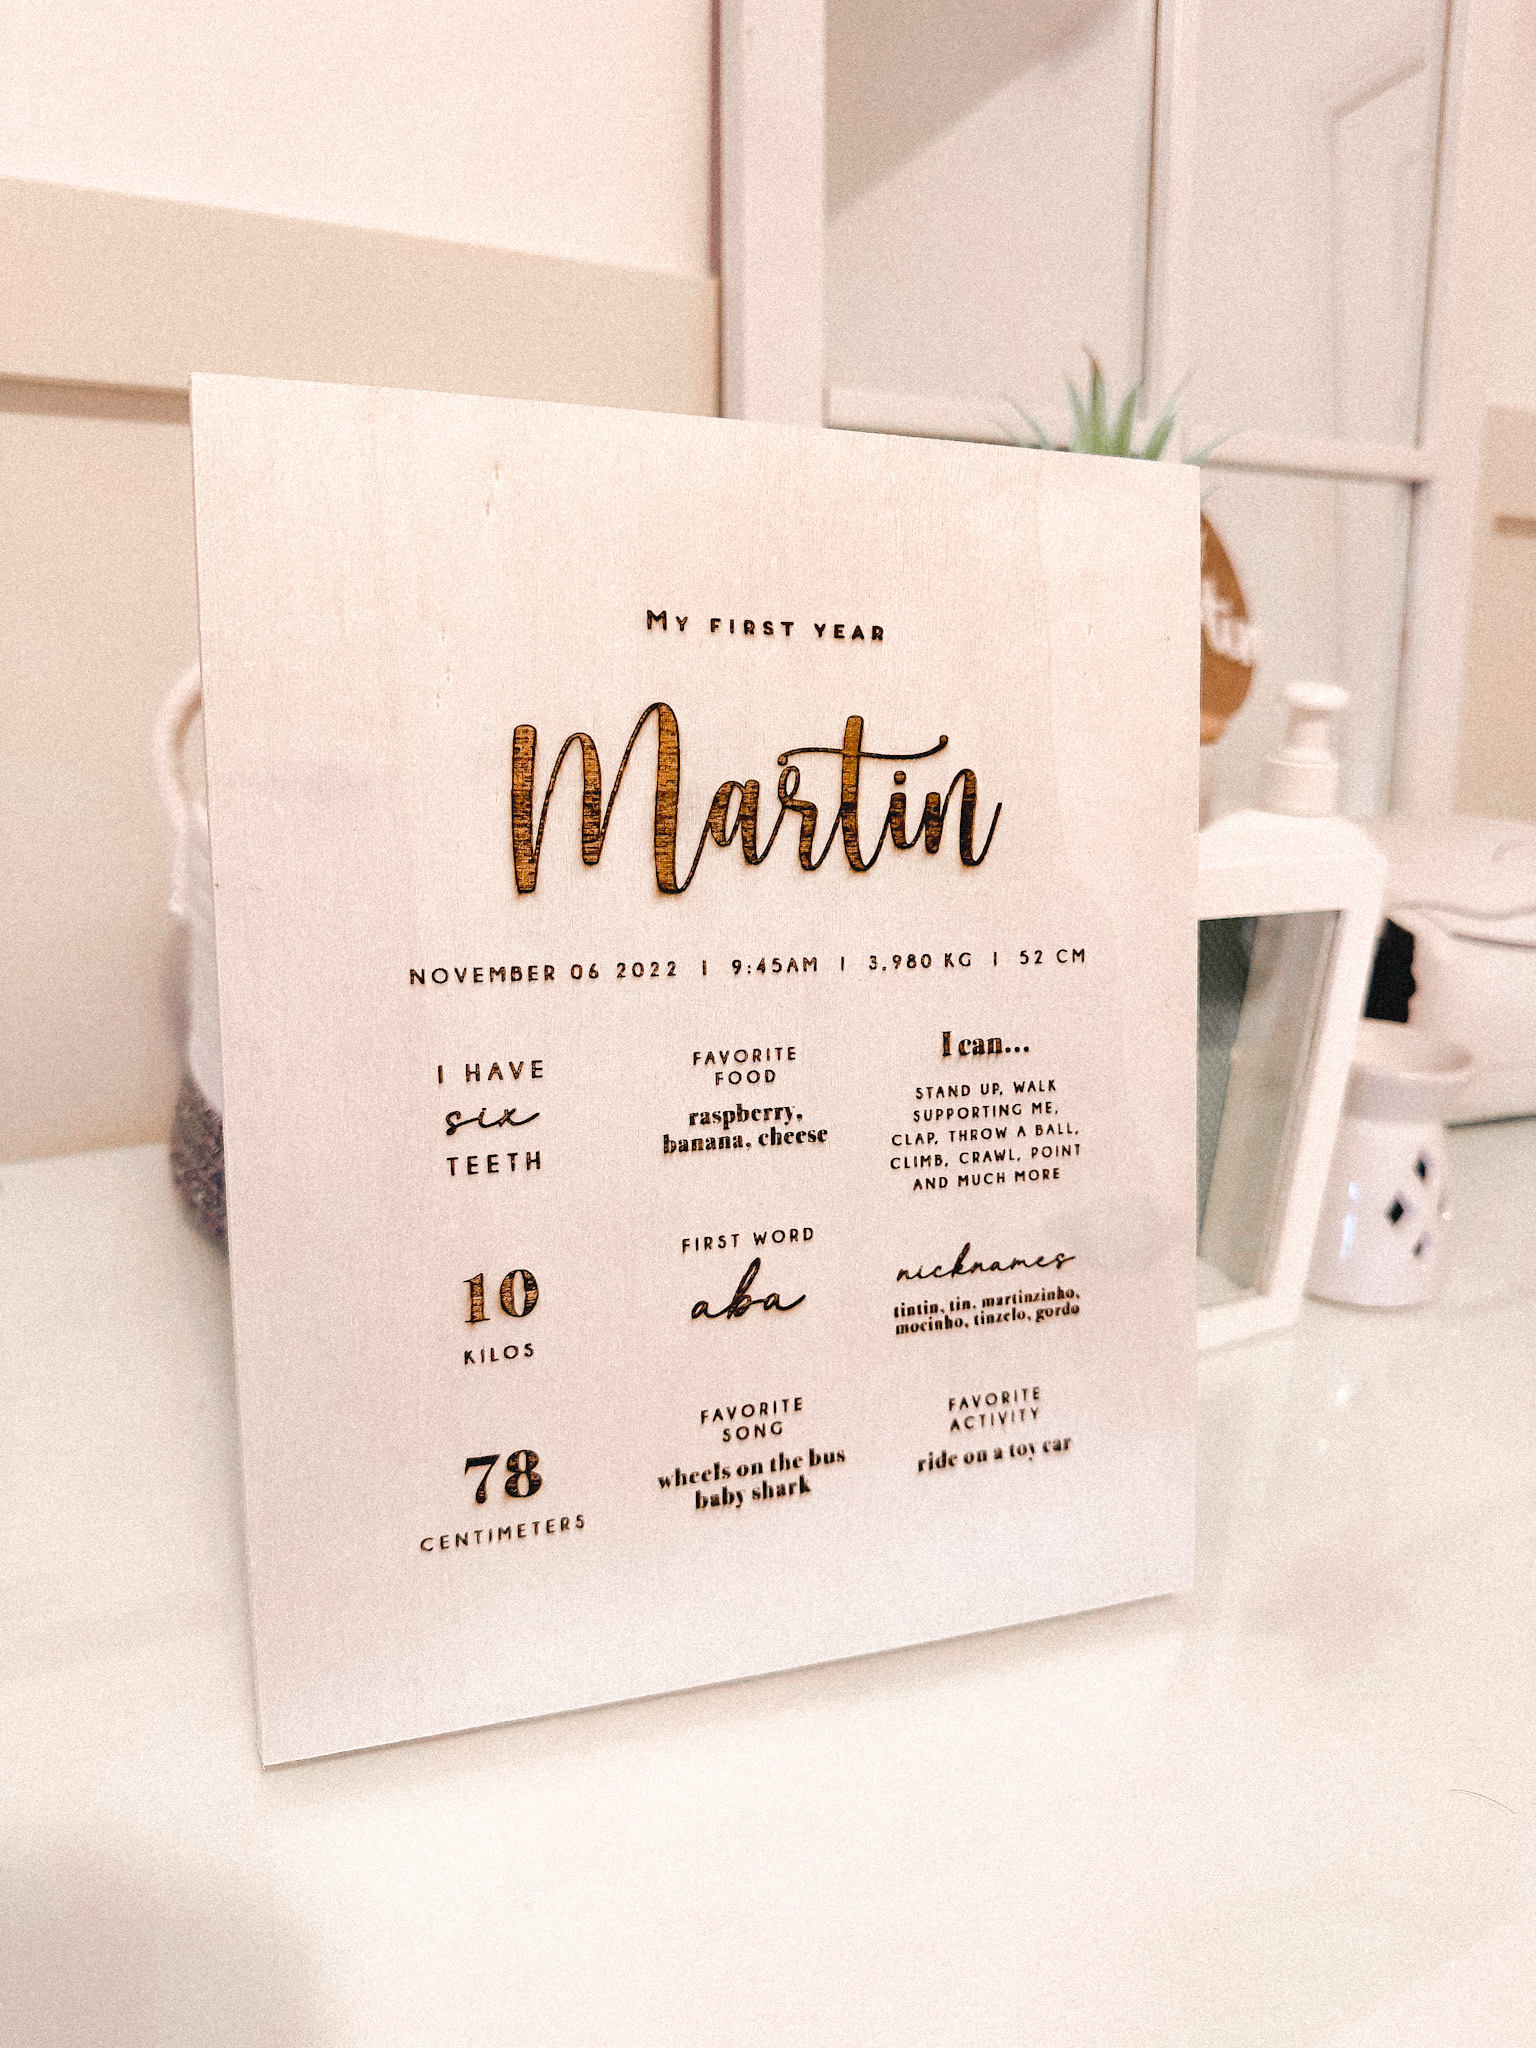 My FIRST YEAR
Martin
NOVEMBER 06 2022 | 9:45AM | 3,980 KG | 52 CM
I HAVE
six
TEETH
10
KILOS
78
CENTIMETERS
FAVORITE
FOOD
raspberry,
banana, cheese
FIRST WORD
aba
FAVORITE
SONG
wheels on the bus
baby shark
I can...
STAND UP, WALK
SUPPORTING ME,
CLAP, THROW A BALL,
CLIMB, CRAWL, POINT
AND MUCH MORE
nicknames
tintin, tin, martinzinho,
mocinho, tinzelo, gordo
FAVORITE
ACTIVITY
ride on a toy car